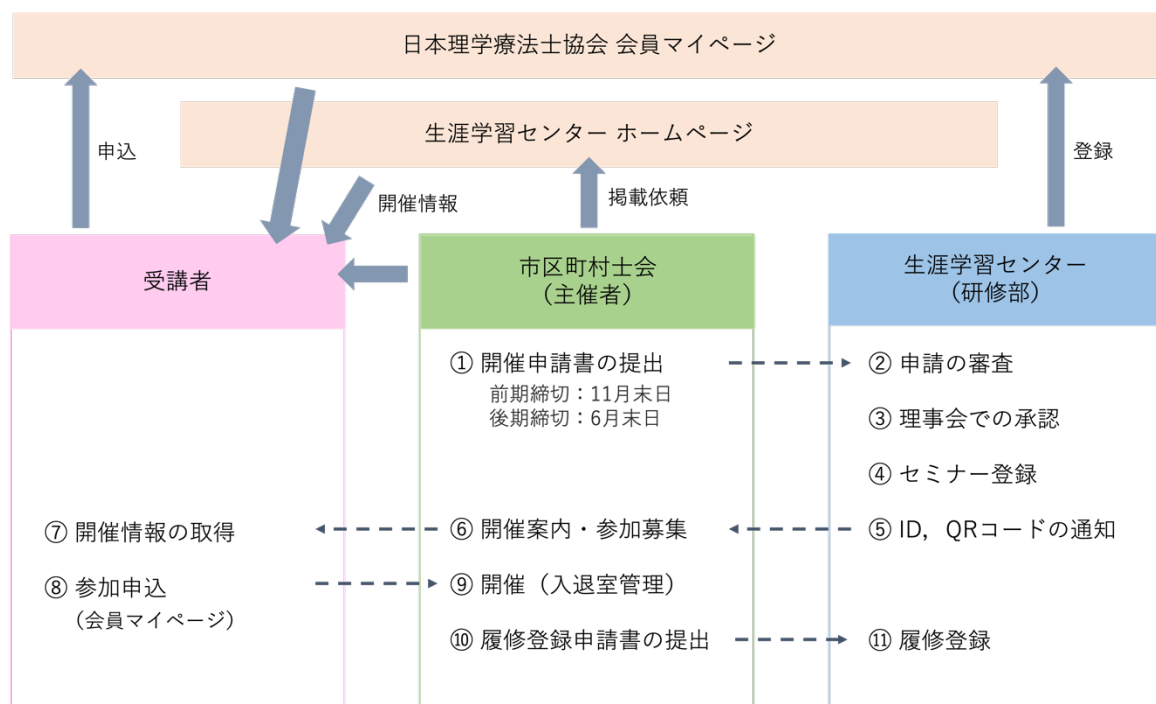 日本理学療法士協会 会員マイページ
生涯学習センター ホームページ
申込
登録
開催情報
掲載依頼
受講者
市区町村士会
（主催者）
生涯学習センター
（研修部）
① 開催申請書の提出
前期締切：11月末日
後期締切：6月末日
② 申請の審査
③ 理事会での承認
④ セミナー登録
⑦ 開催情報の取得
⑥ 開催案内・参加募集
⑤ ID，QRコードの通知
⑧ 参加申込
（会員マイページ）
⑨ 開催（入退室管理）
⑩ 履修登録申請書の提出
⑪ 履修登録